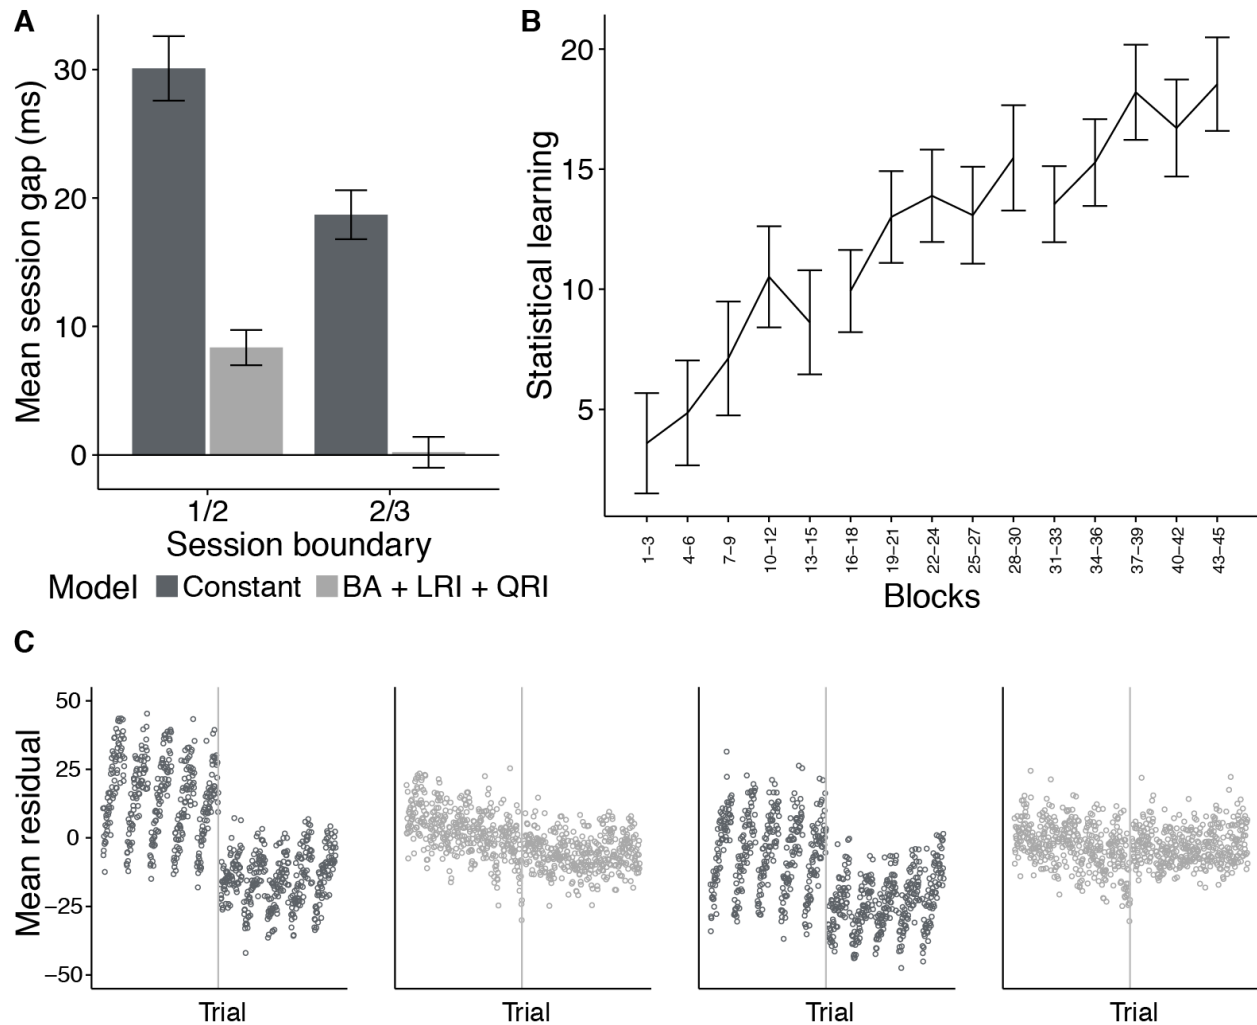 A
Mean session gap (ms)
30
20
10
0
1/2 2/3
Session boundary
Model Constant BA + LRI + QRI
B
Statistical learning
20
15
10
5
1–3 4–6 7–9 10–12 13–15 16–18 19–21 22–24 25–27 28–30 31–33 34–36 37–39 40–42 43–45
Blocks
C
Mean residual
50
25
0
−25
−50
Trial Trial Trial Trial